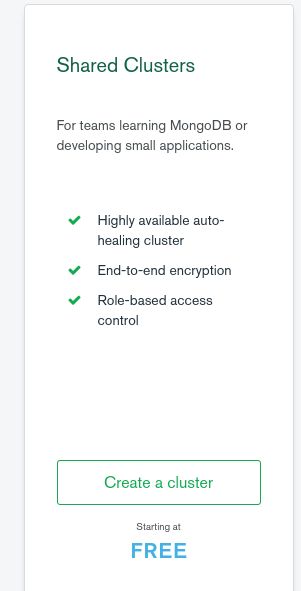 Shared Clusters
For teams learning MongoDB or
developing small applications.
Highly available auto-
healing cluster
End-to-end encryption
Role-based access
control
Create a cluster
Starting at
FREE